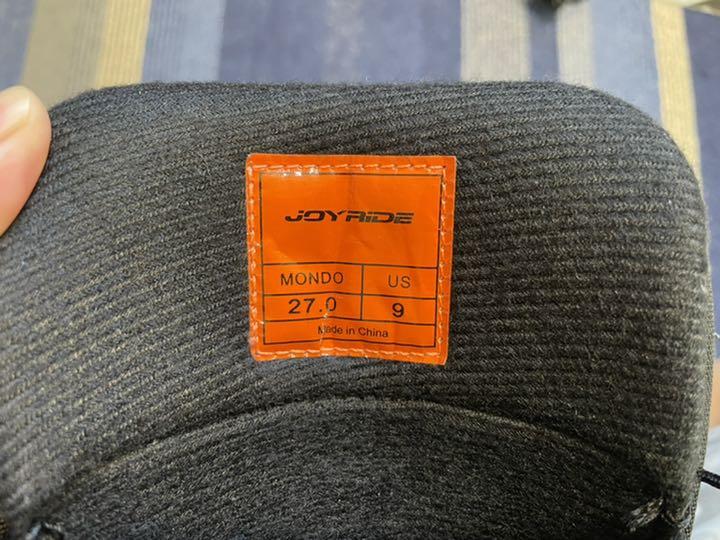 JOYRIDE
MONDO US
27.0 9
Made in China